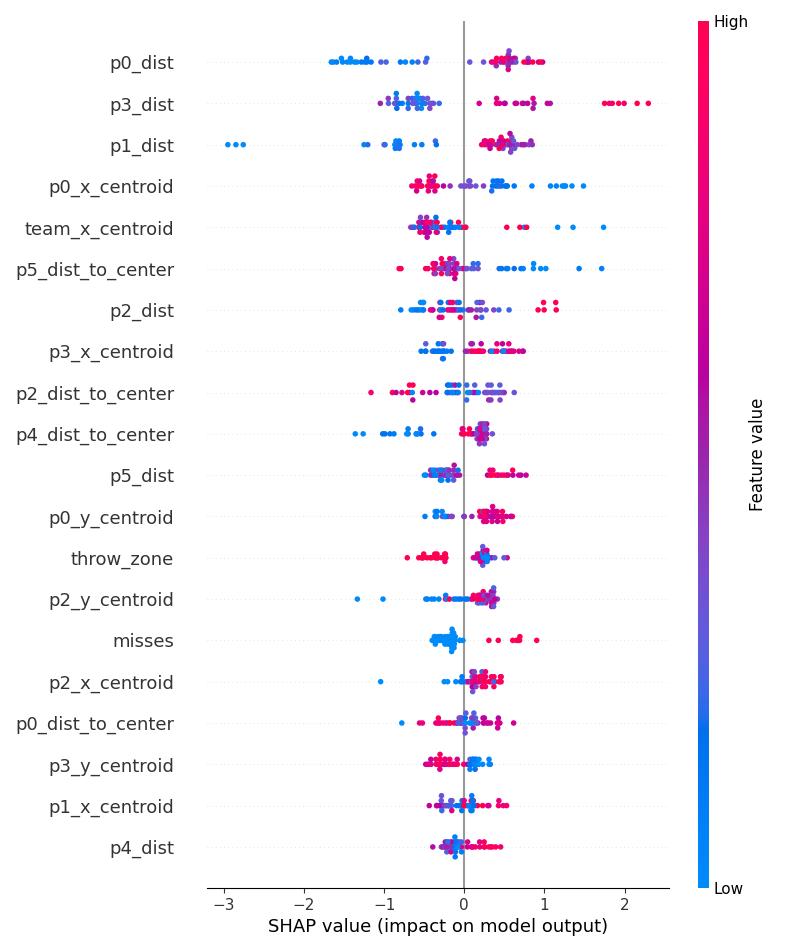 High
p0_dist
p3_dist
p1_dist
p0_x_centroid
team_x_centroid
p5_dist_to_center
p2_dist
p3_x_centroid
p2_dist_to_center
p4_dist_to_center
p5_dist
p0_y_centroid
throw_zone
p2_y_centroid
misses
p2_x_centroid
p0_dist_to_center
p3_y_centroid
p1_x_centroid
p4_dist
Feature value
Low
−3 −2 −1 0 1 2
SHAP value (impact on model output)